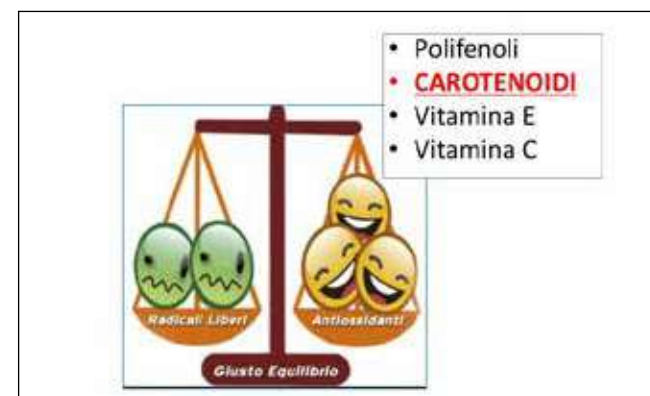 • Polifenoli
• CAROTENOIDI
• Vitamina E
• Vitamina C
Radicali Liberi
Antiossidanti
Giusto Equilibrio